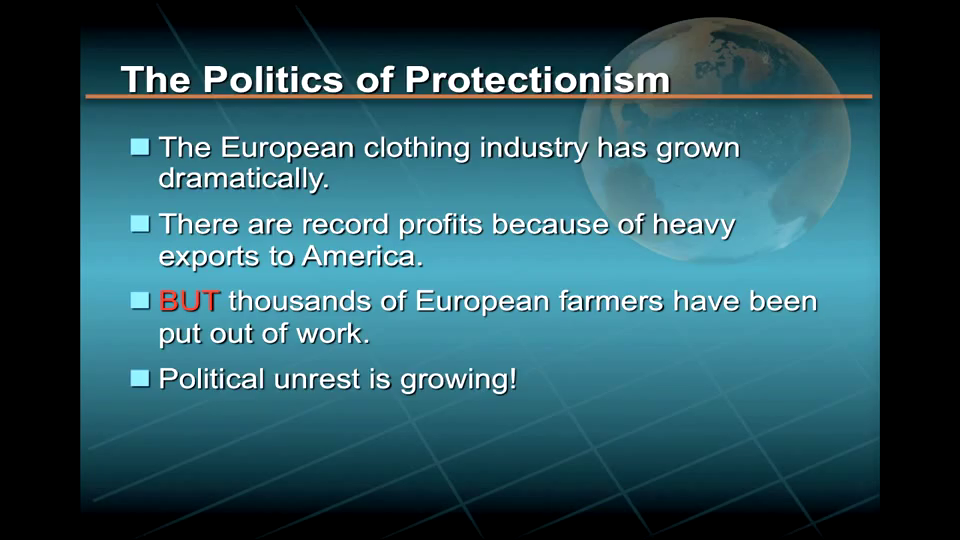 The Politics of Protectionism
The European clothing industry has grown
dramatically.
There are record profits because of heavy
exports to America.
BUT thousands of European farmers have been
put out of work.
Political unrest is growing!